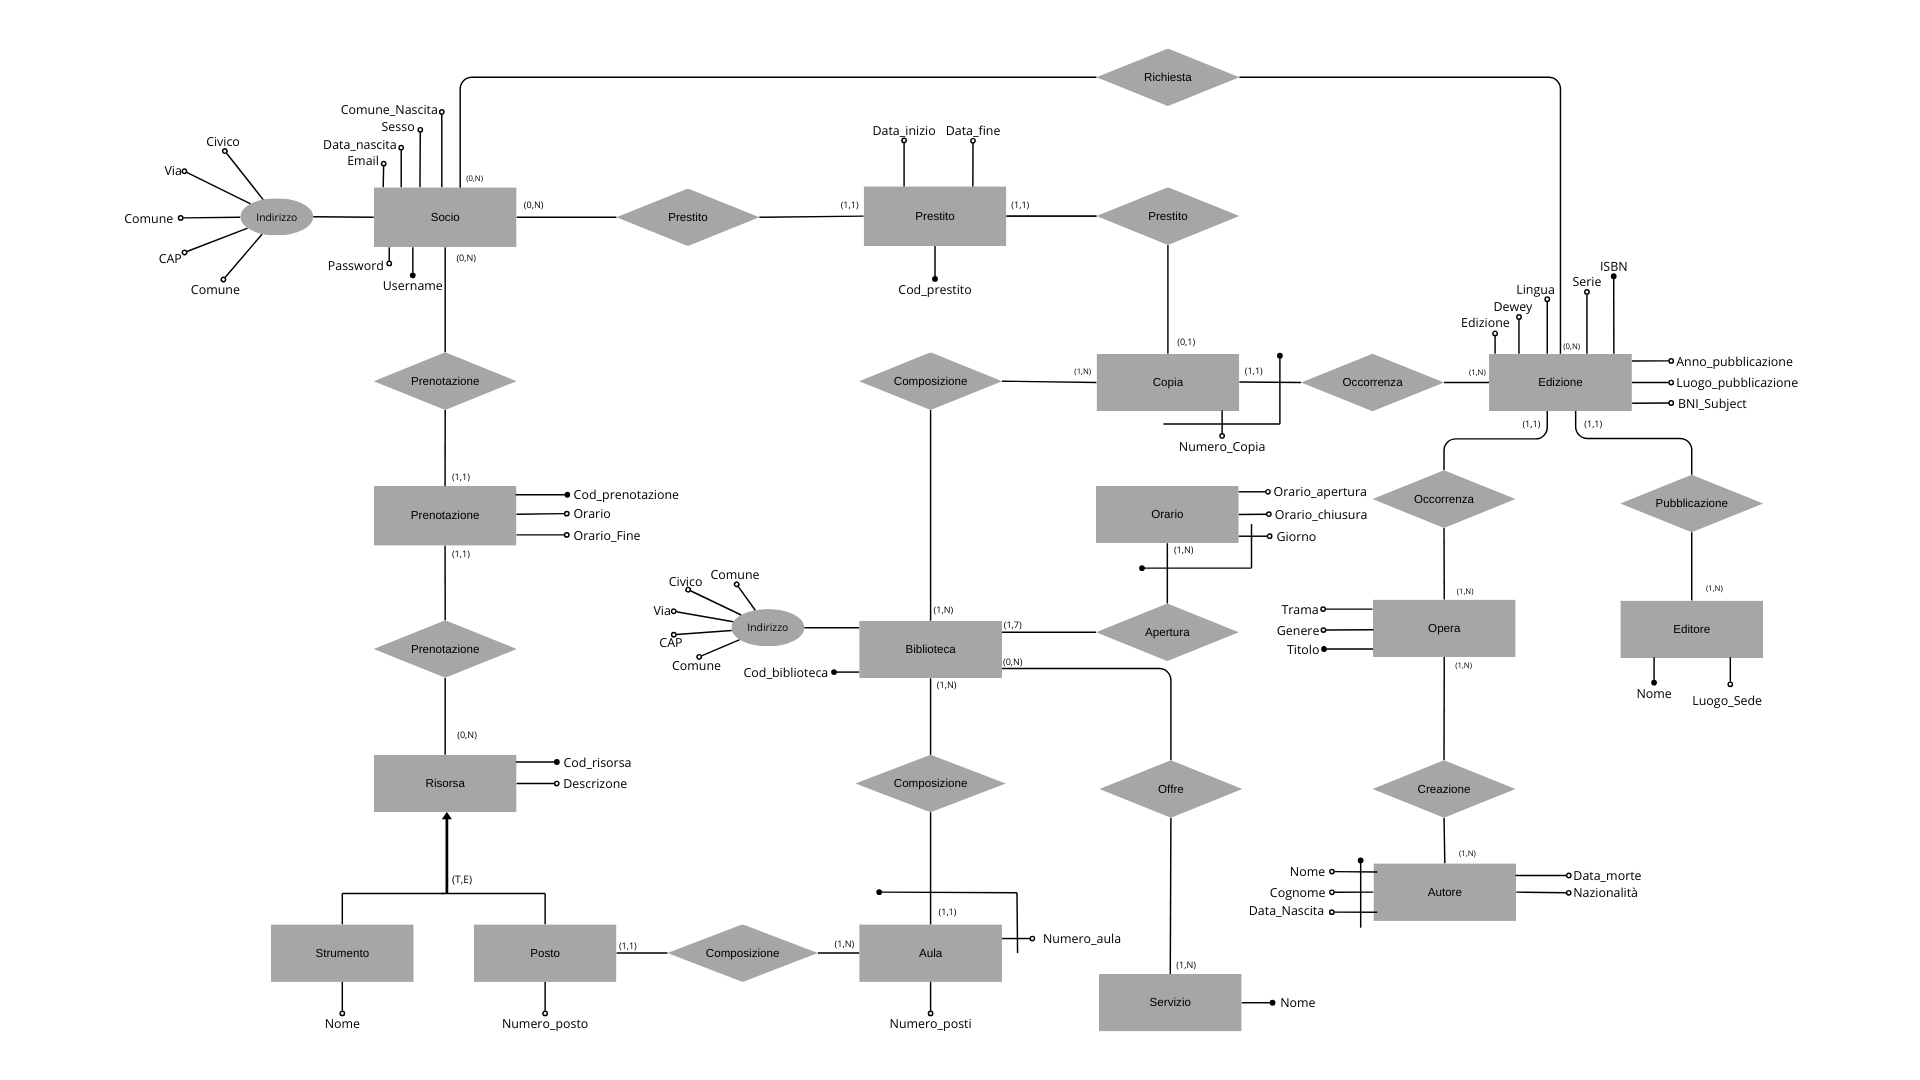 Richiesta
Comune_Nascita
Sesso
Data_nascita
Email
Civico
Via
Comune
CAP
Comune
Indirizzo
(0,N)
Socio
(0,N)
Prestito
(1,1)
Data_inizio Data_fine
Prestito
(1,1)
Prestito
Password
Username
(0,N)
Cod_prestito
ISBN
Serie
Lingua
Dewey
Edizione
(0,N)
(0,1)
Prenotazione
Composizione
(1,N)
Copia
(1,1)
Occorrenza
(1,N)
Edizione
Anno_pubblicazione
Luogo_pubblicazione
BNI_Subject
(1,1)
(1,1)
Numero_Copia
(1,1)
Prenotazione
Cod_prenotazione
Orario
Orario_Fine
(1,1)
Orario
Orario_apertura
Orario_chiusura
Giorno
(1,N)
Occorrenza
Pubblicazione
Comune
Civico
Via
CAP
Comune
Indirizzo
(1,N)
Cod_biblioteca
Biblioteca
(1,7)
(0,N)
(1,N)
Apertura
(1,N)
Trama
Genere
Titolo
Opera
(1,N)
(1,N)
Editore
Nome
Luogo_Sede
Prenotazione
(0,N)
Risorsa
Cod_risorsa
Descrizone
Composizione
Offre
Creazione
(T,E)
(1,N)
Nome
Cognome
Data_Nascita
Autore
Data_morte
Nazionalità
(1,1)
Strumento
Posto
(1,1)
Composizione
(1,N)
Aula
Numero_aula
(1,N)
Servizio
Nome
Nome
Numero_posto
Numero_posti